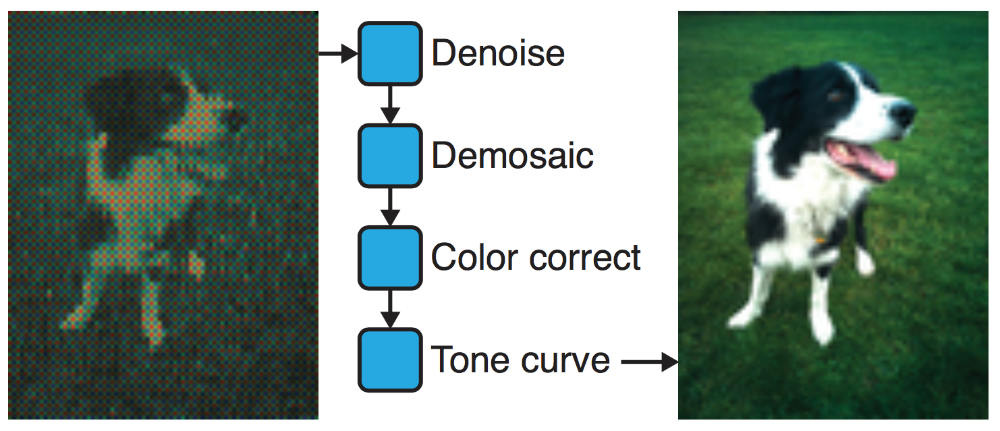 Denoise
Demosaic
Color correct
Tone curve